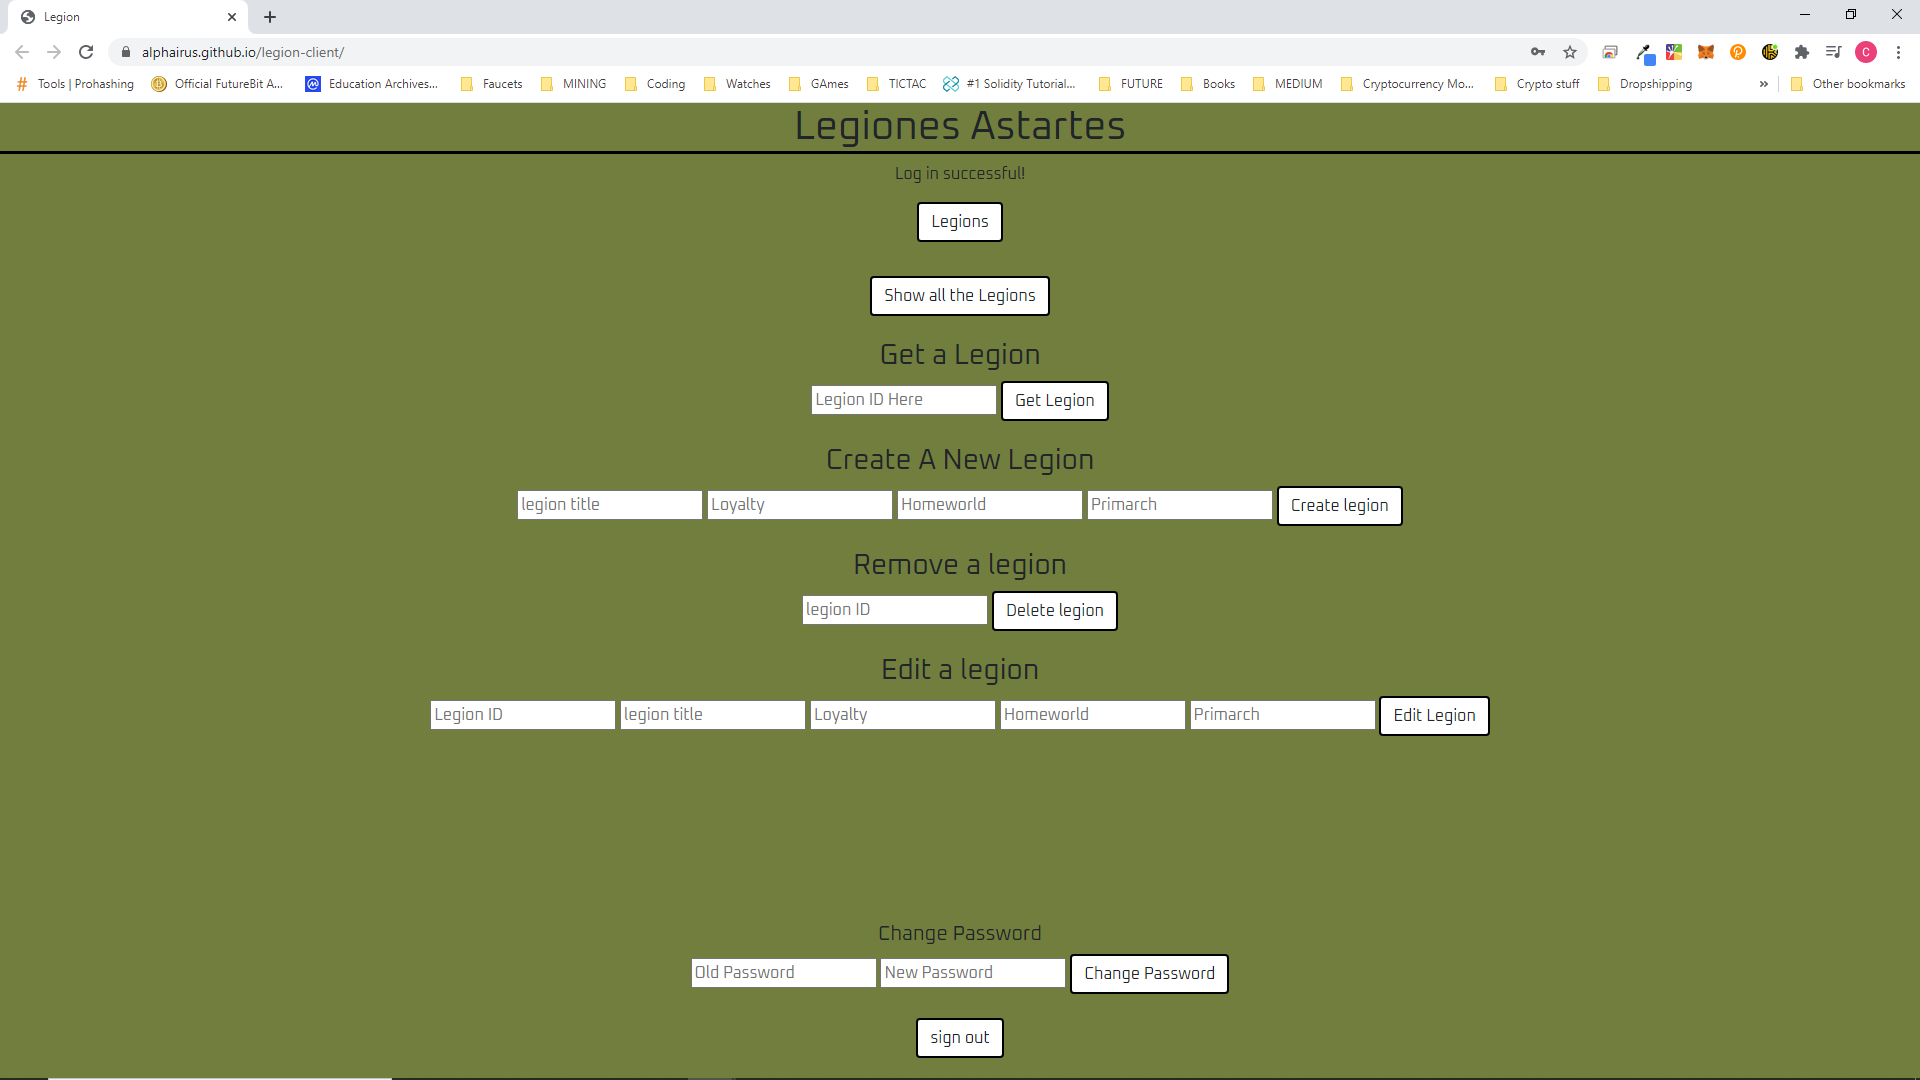 Legion
alphairus.github.io/legion-client/
C
Tools | Prohashing Official FutureBit A... Education Archives... Faucets MINING Coding Watches GAmes TICTAC #1 Solidity Tutorial... FUTURE Books MEDIUM Cryptocurrency Mo... Crypto stuff Dropshipping » Other bookmarks
Legiones Astartes
Log in successful!
Legions
Show all the Legions
Get a Legion
Legion ID Here Get Legion
Create A New Legion
legion title Loyalty Homeworld Primarch Create legion
Remove a legion
legion ID Delete legion
Edit a legion
Legion ID legion title Loyalty Homeworld Primarch Edit Legion
Change Password
Old Password New Password Change Password
sign out